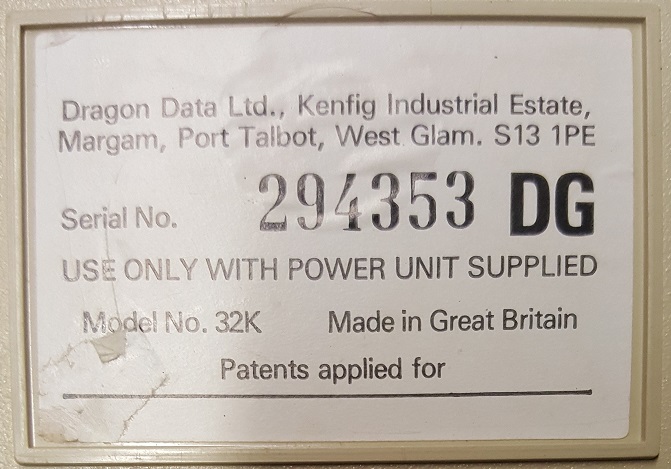 Dragon Data Ltd., Kenfig Industrial Estate,
Margam, Port Talbot, West Glam. S13 1PE
Serial No. 294353 DG
USE ONLY WITH POWER UNIT SUPPLIED
Model No. 32K Made in Great Britain
Patents applied for